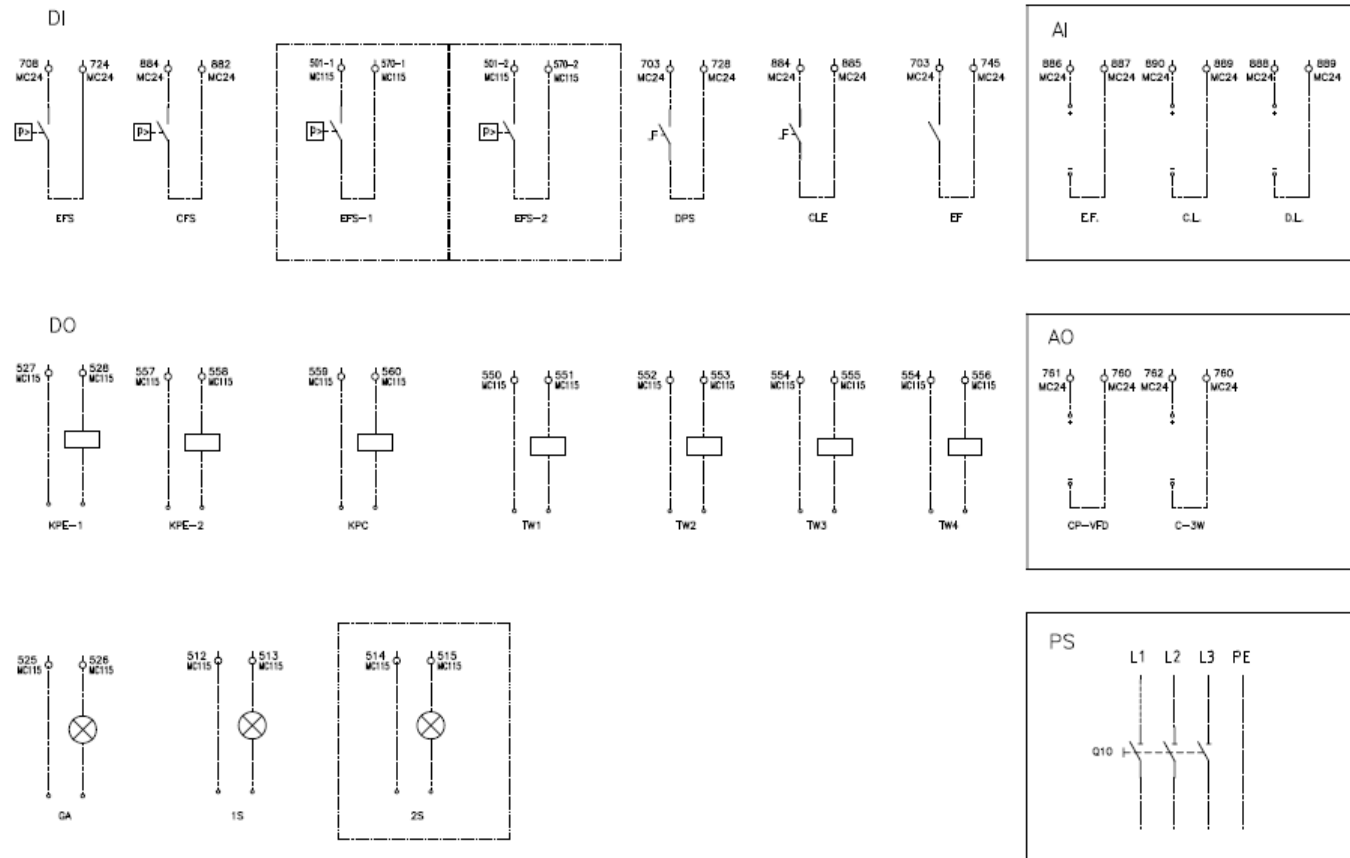 DI
708 724 884 882 501-1 570-1 501-2 570-2 703 728 884 885 703 745
MC24 MC24 MC24 MC24 MC115 MC115 MC115 MC115 MC24 MC24 MC24 MC24 MC24 MC24
P> P> P> P>
EFS CFS EFS-1 EFS-2 DPS CLE EF
AI
886 887 890 889 888 889
MC24 MC24 MC24 MC24 MC24 MC24
+ + +
- - -
E.F. C.L. D.L.
DO
527 528 557 558 559 560 550 551 552 553 554 555 554 556
MC115 MC115 MC115 MC115 MC115 MC115 MC115 MC115 MC115 MC115 MC115 MC115 MC115 MC115
KPE-1 KPE-2 KPC TW1 TW2 TW3 TW4
AO
761 760 762 760
MC24 MC24 MC24 MC24
+ +
- -
CP-VFD C-3W
525 526 512 513 514 515
MC115 MC115 MC115 MC115 MC115 MC115
GA 1S 2S
PS
L1 L2 L3 PE
Q10